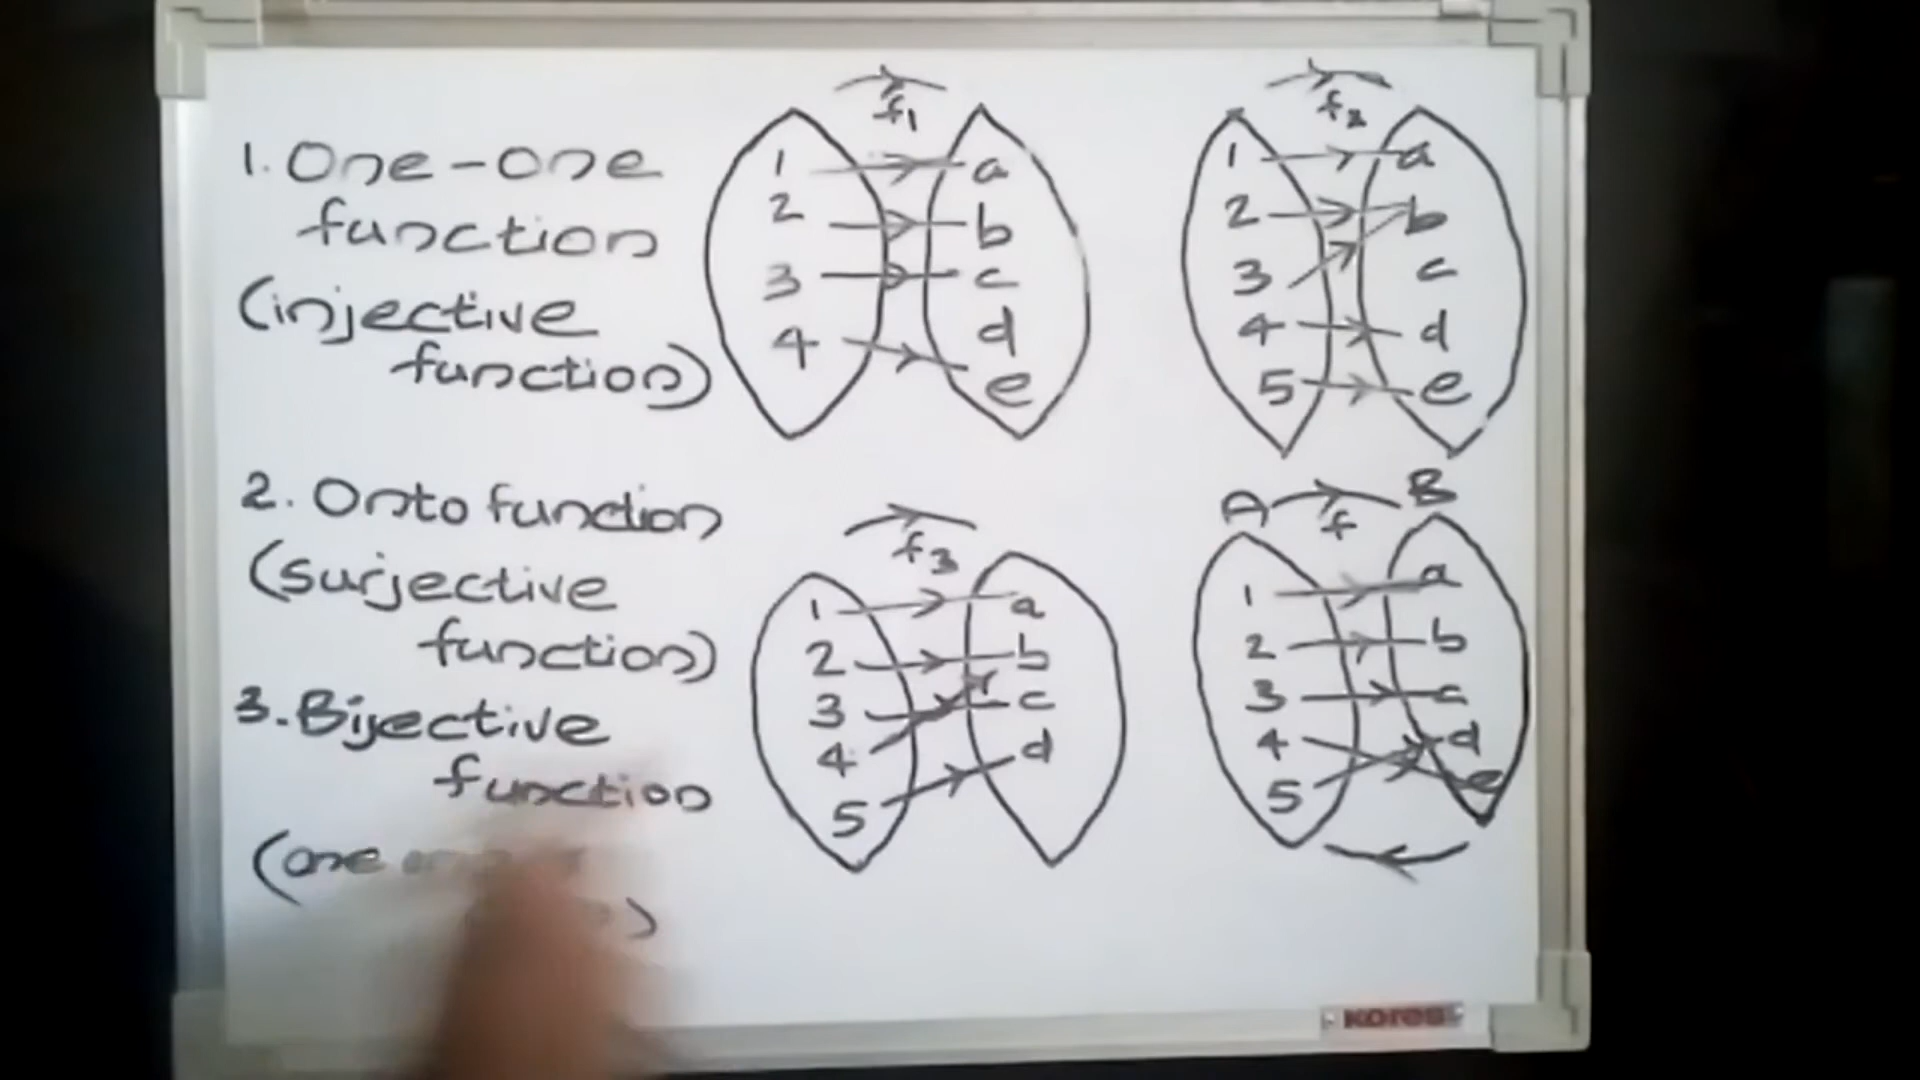 1. One-one
function
(injective
function)
2. Onto function
(surjective
function)
3. Bijective
function
(one
)
f1
1 a
2 b
3 c
4 d
e
f2
1 a
2 b
3 c
4 d
5 e
f3
1 a
2 b
3 c
4 d
5
A B
f
1 a
2 b
3 c
4 d
5 e
KORES